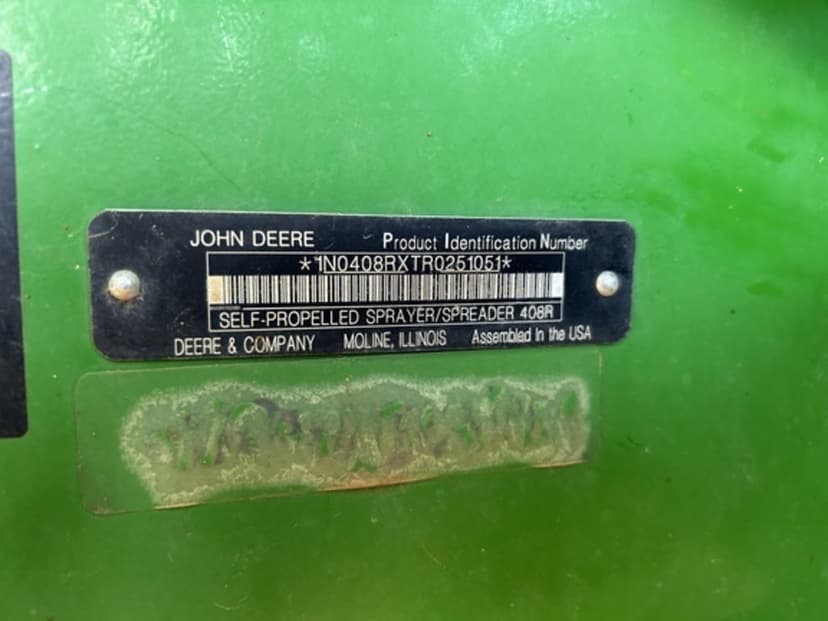 JOHN DEERE Product Identification Number
*1N0408RXTR0251051*
SELF-PROPELLED SPRAYER/SPREADER 408R
DEERE & COMPANY MOLINE, ILLINOIS Assembled in the USA